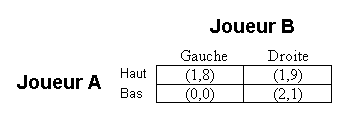 Joueur B
Gauche Droite
Haut (1,8) (1,9)
Joueur A
Bas (0,0) (2,1)